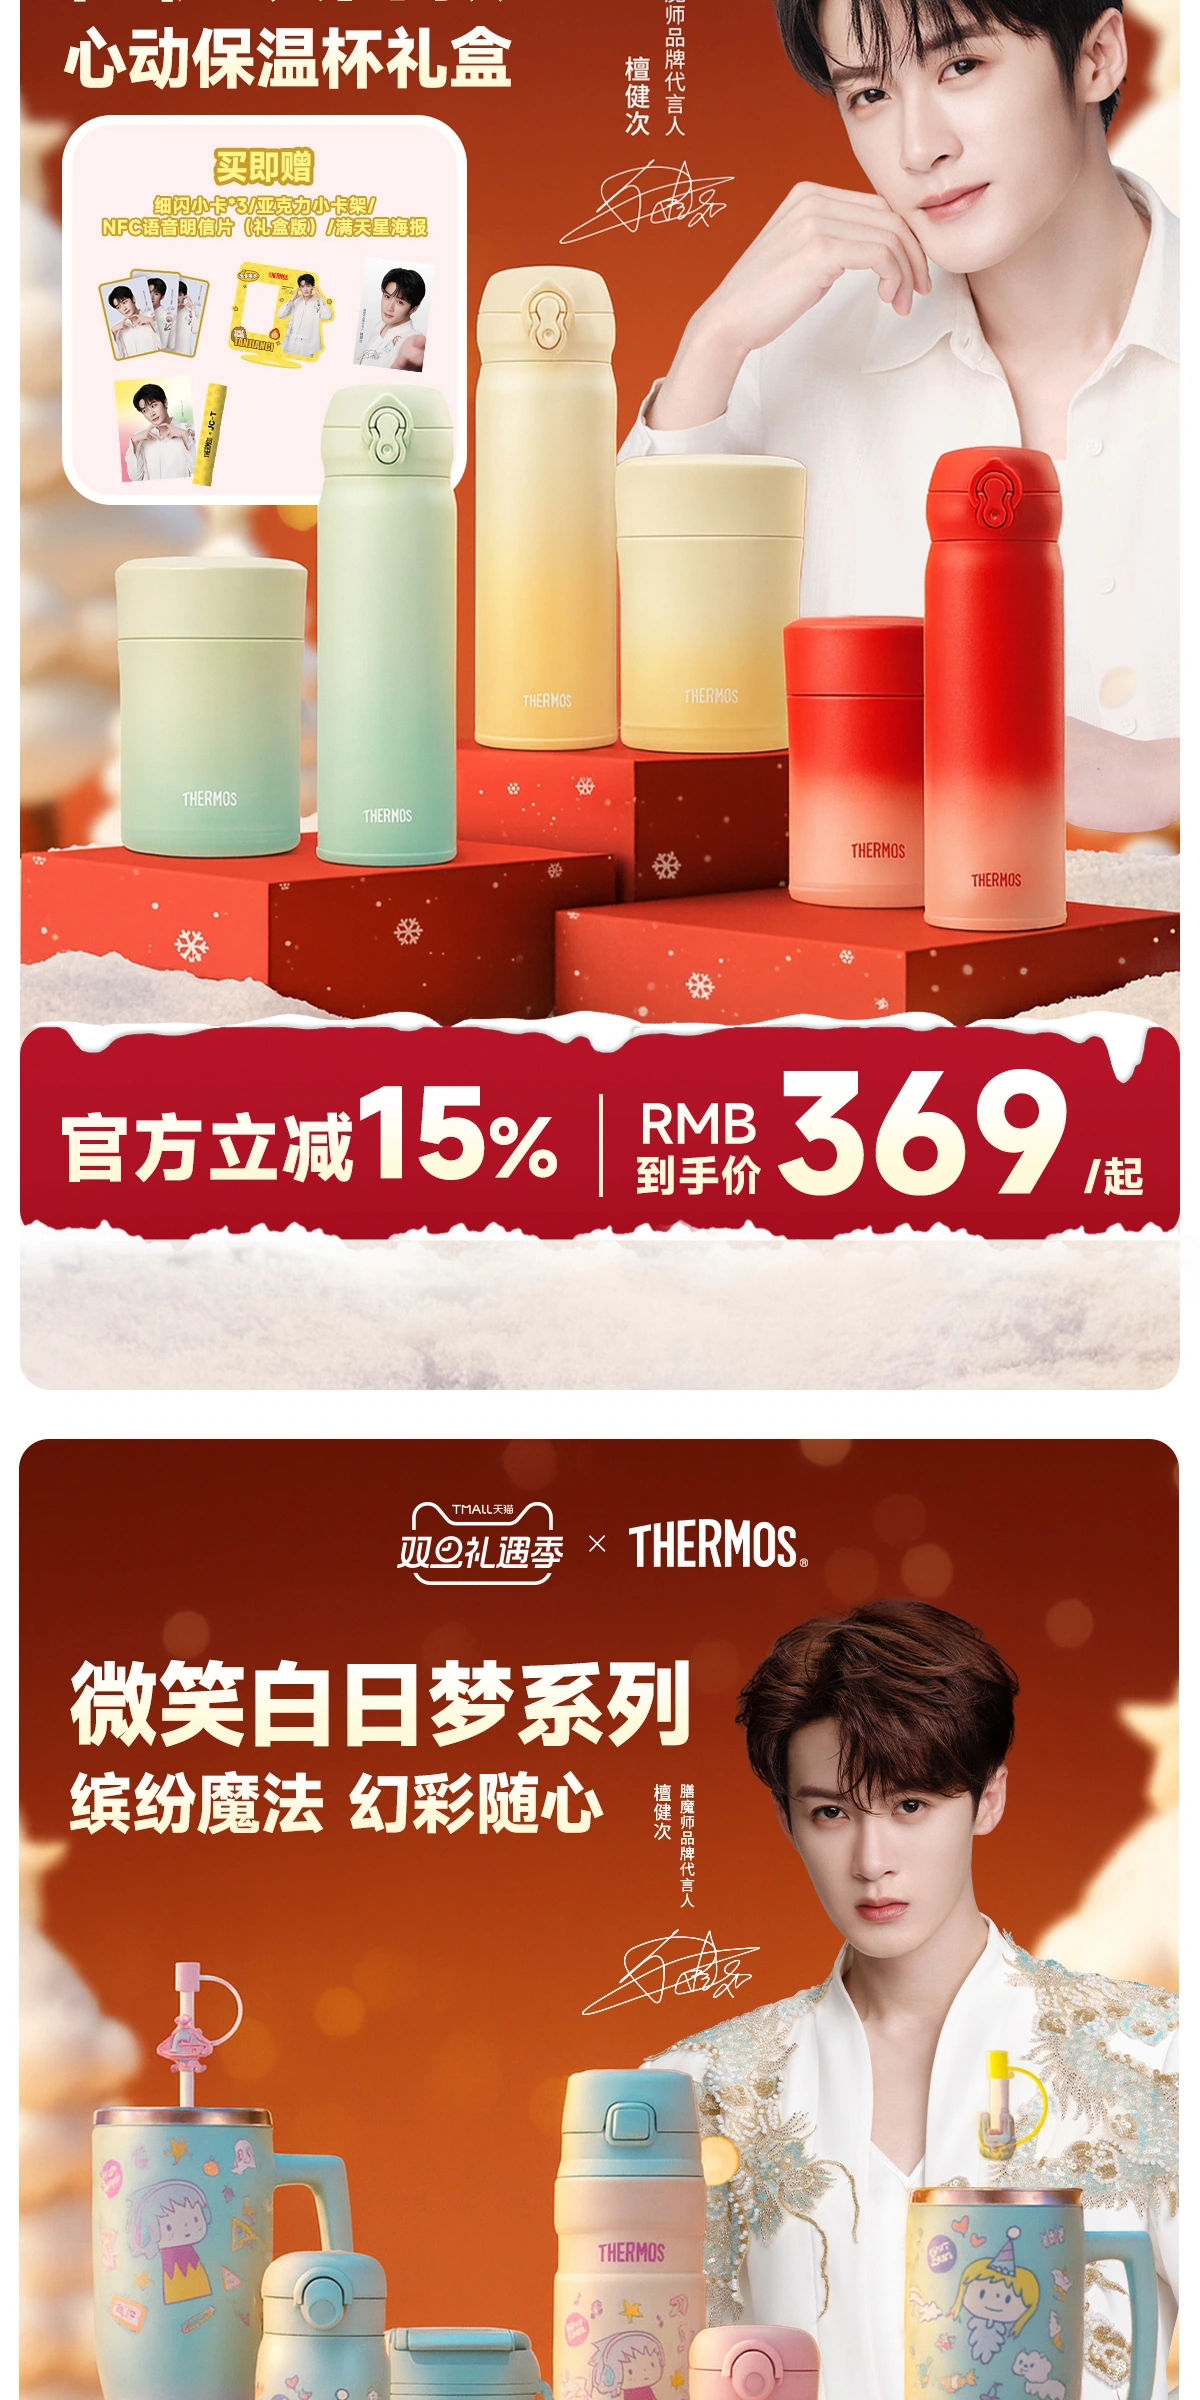 心动保温杯礼盒
膳魔师品牌代言人
檀健次
买即赠
细闪小卡*3/亚克力小卡架/
NFC语音明信片（礼盒版）/满天星海报
THERMOS
TANJIANCI
THERMOS × JC-T
THERMOS
THERMOS
THERMOS
THERMOS
THERMOS
THERMOS
官方立减15%
RMB
到手价
369/起
TMALL天猫
双旦礼遇季 × THERMOS®
微笑白日梦系列
缤纷魔法 幻彩随心
膳魔师品牌代言人
檀健次
THERMOS